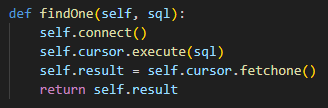 def findOne(self, sql):
    self.connect()
    self.cursor.execute(sql)
    self.result = self.cursor.fetchone()
    return self.result